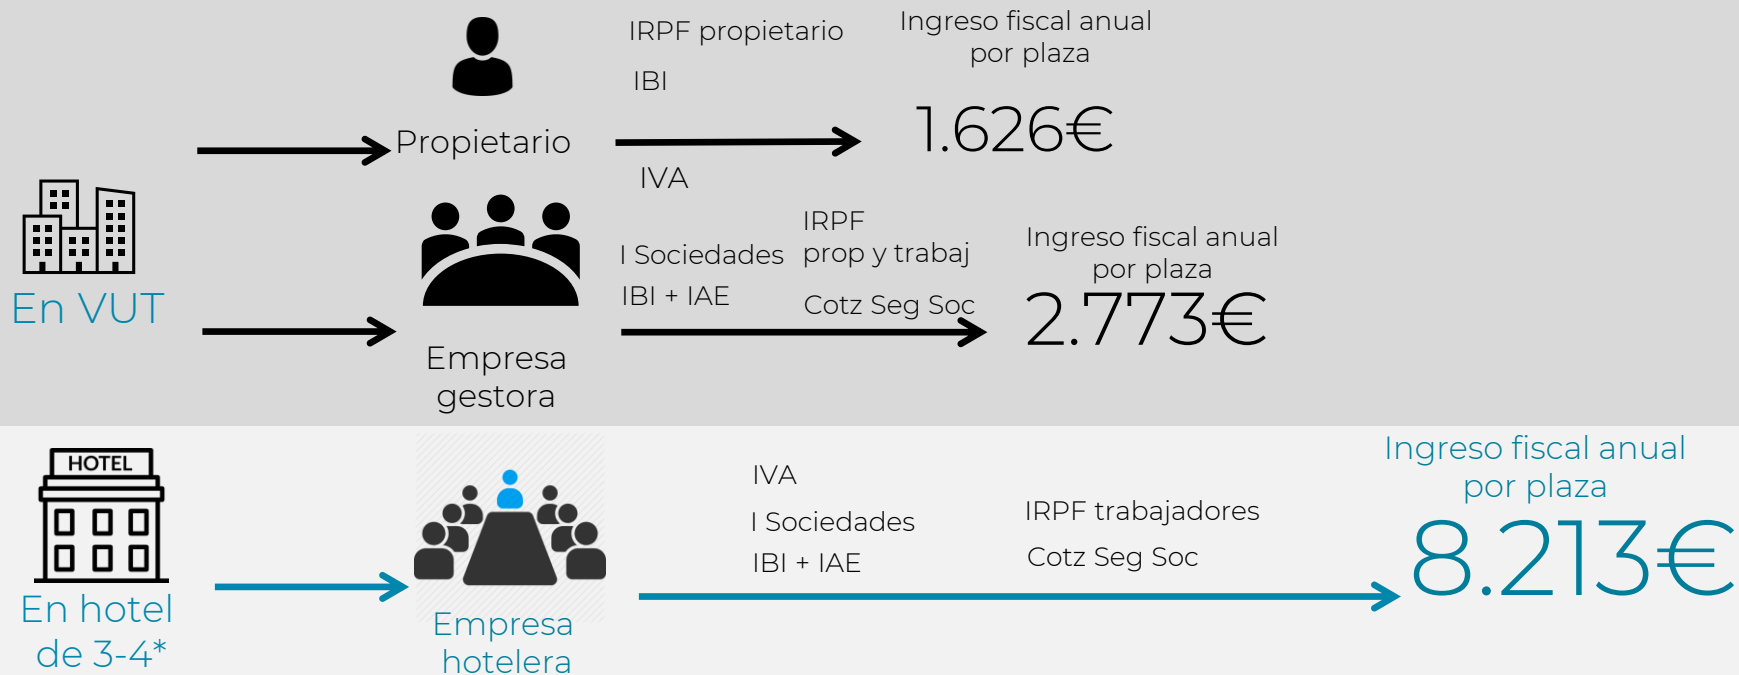 IRPF propietario
IBI
Ingreso fiscal anual
por plaza
1.626€
Propietario
IVA
En VUT
I Sociedades
IBI + IAE
IRPF
prop y trabaj
Cotz Seg Soc
Ingreso fiscal anual
por plaza
2.773€
Empresa
gestora
HOTEL
En hotel
de 3-4*
Empresa
hotelera
IVA
I Sociedades
IBI + IAE
IRPF trabajadores
Cotz Seg Soc
Ingreso fiscal anual
por plaza
8.213€